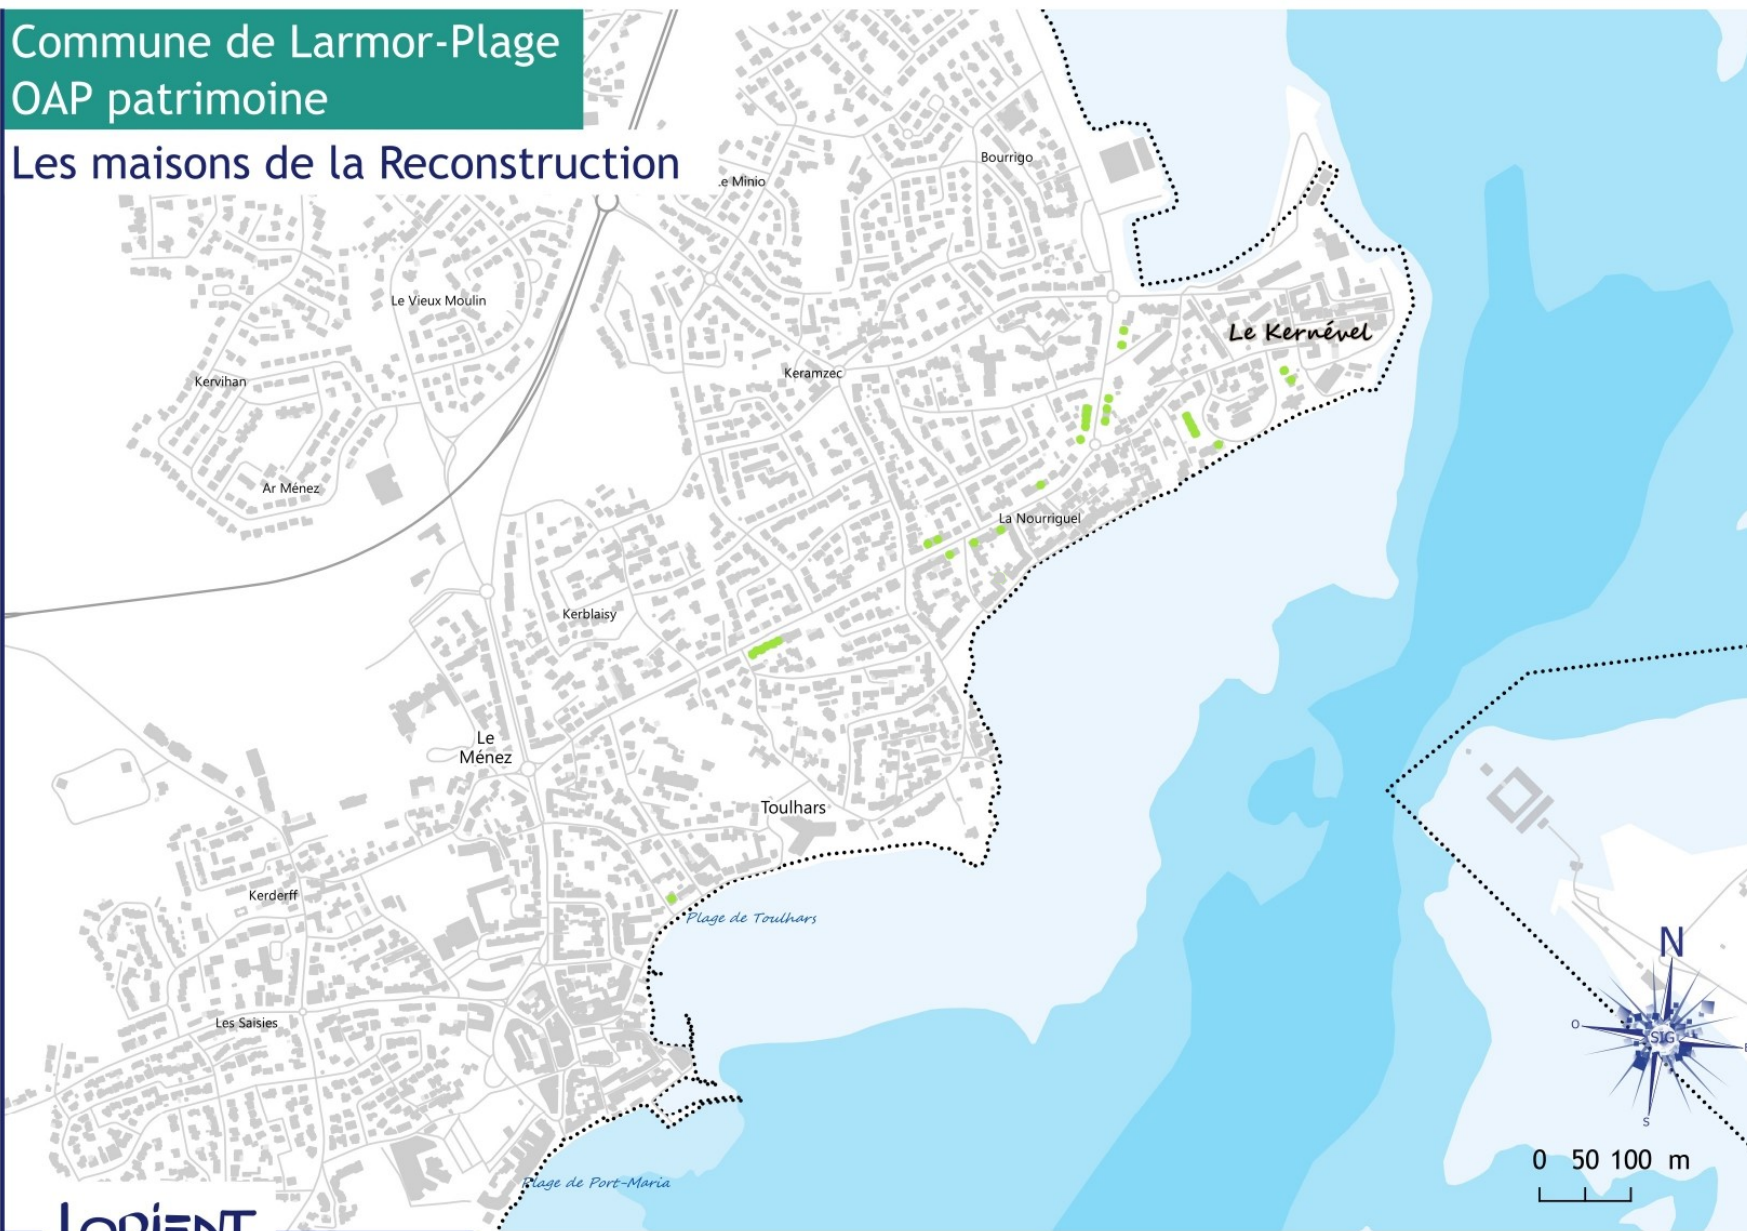 Commune de Larmor-Plage
OAP patrimoine
Les maisons de la Reconstruction
Bourrigo
.e Minio
Le Vieux Moulin
Le Kernével
Keramzec
Kervihan
Ar Ménez
La Nourriguel
Kerblaisy
Le
Ménez
Toulhars
Kerderff
Plage de Toulhars
N
O
SIG
E
S
Les Saisies
0 50 100 m
Plage de Port-Maria
LORIENT